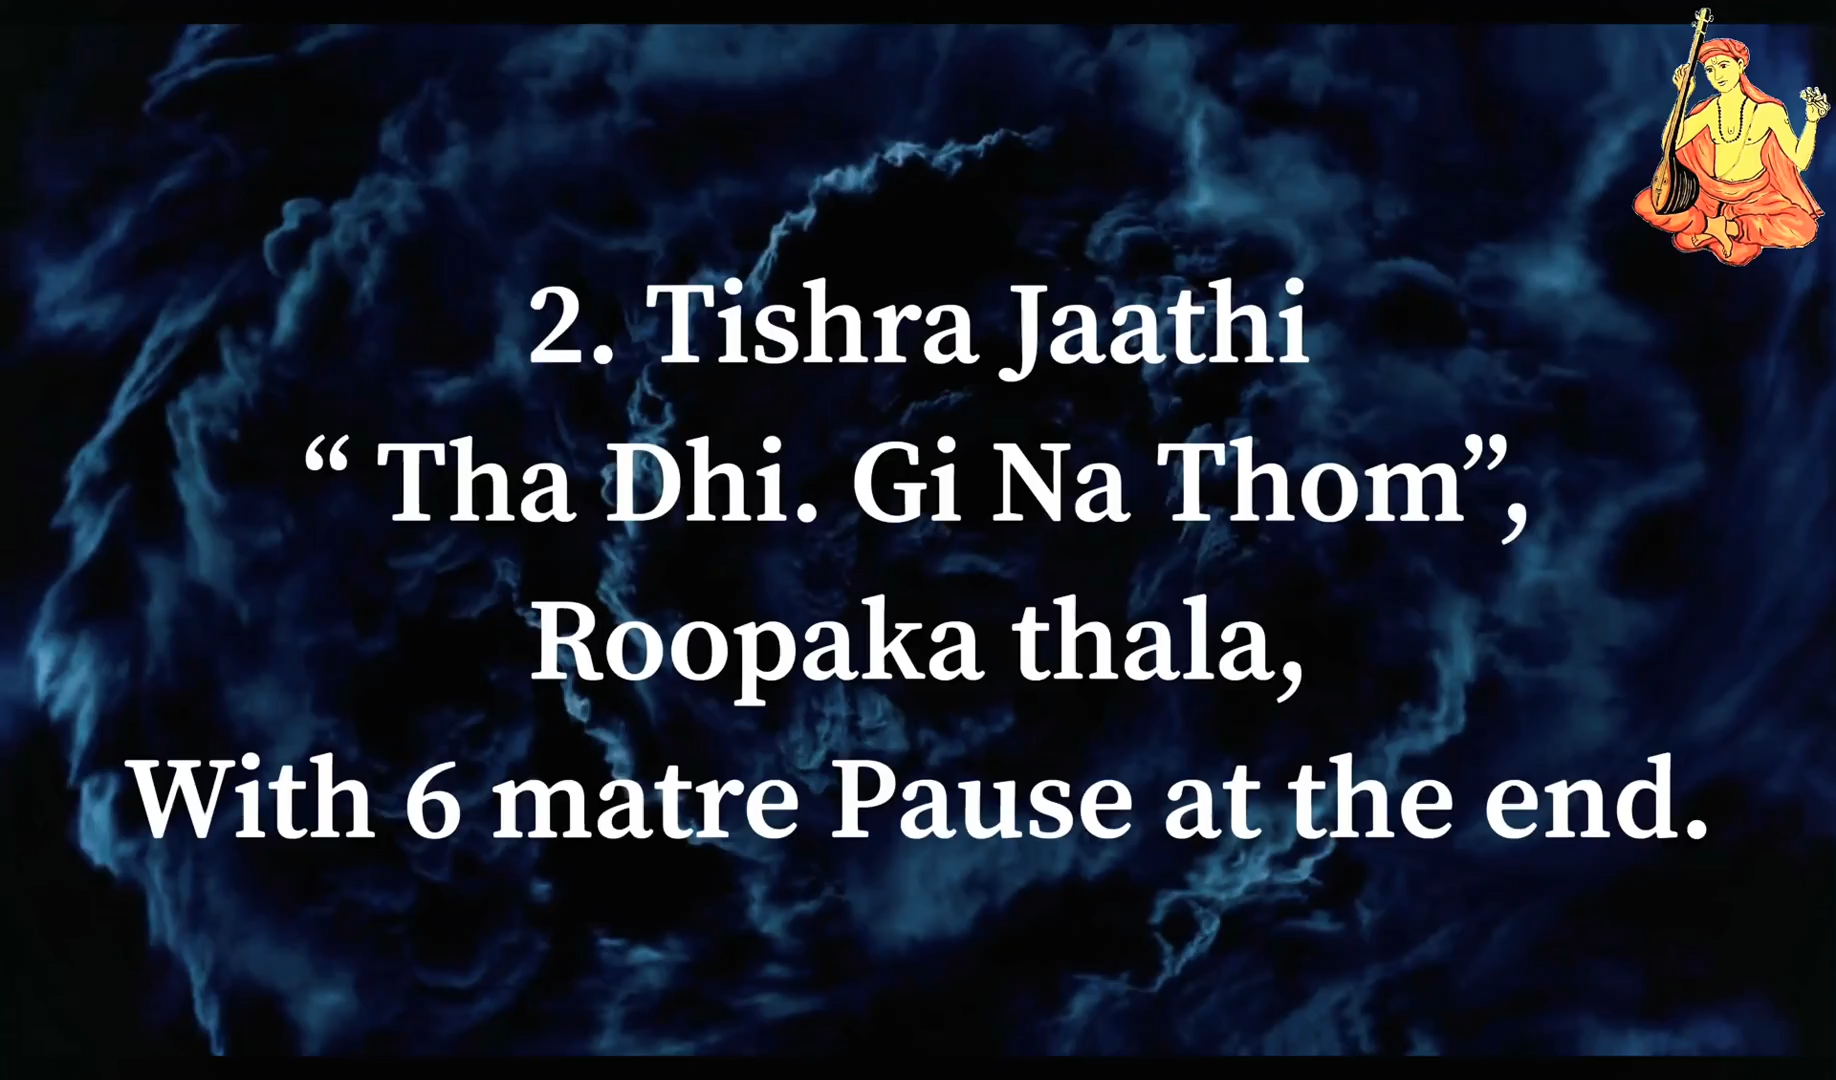 2. Tishra Jaathi
“ Tha Dhi. Gi Na Thom”,
Roopaka thala,
With 6 matre Pause at the end.